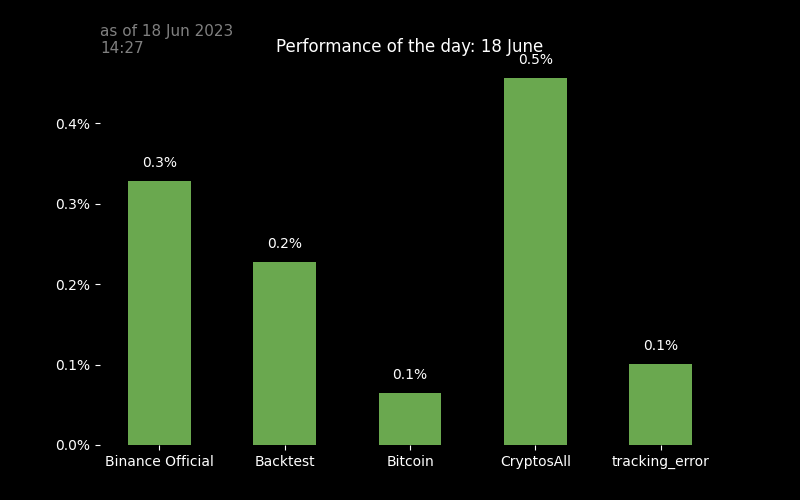 as of 18 Jun 2023
14:27
Performance of the day: 18 June
0.5%
0.4%
0.3%
0.3%
0.2%
0.2%
0.1%
0.1%
0.1%
0.0%
Binance Official
Backtest
Bitcoin
CryptosAll
tracking_error